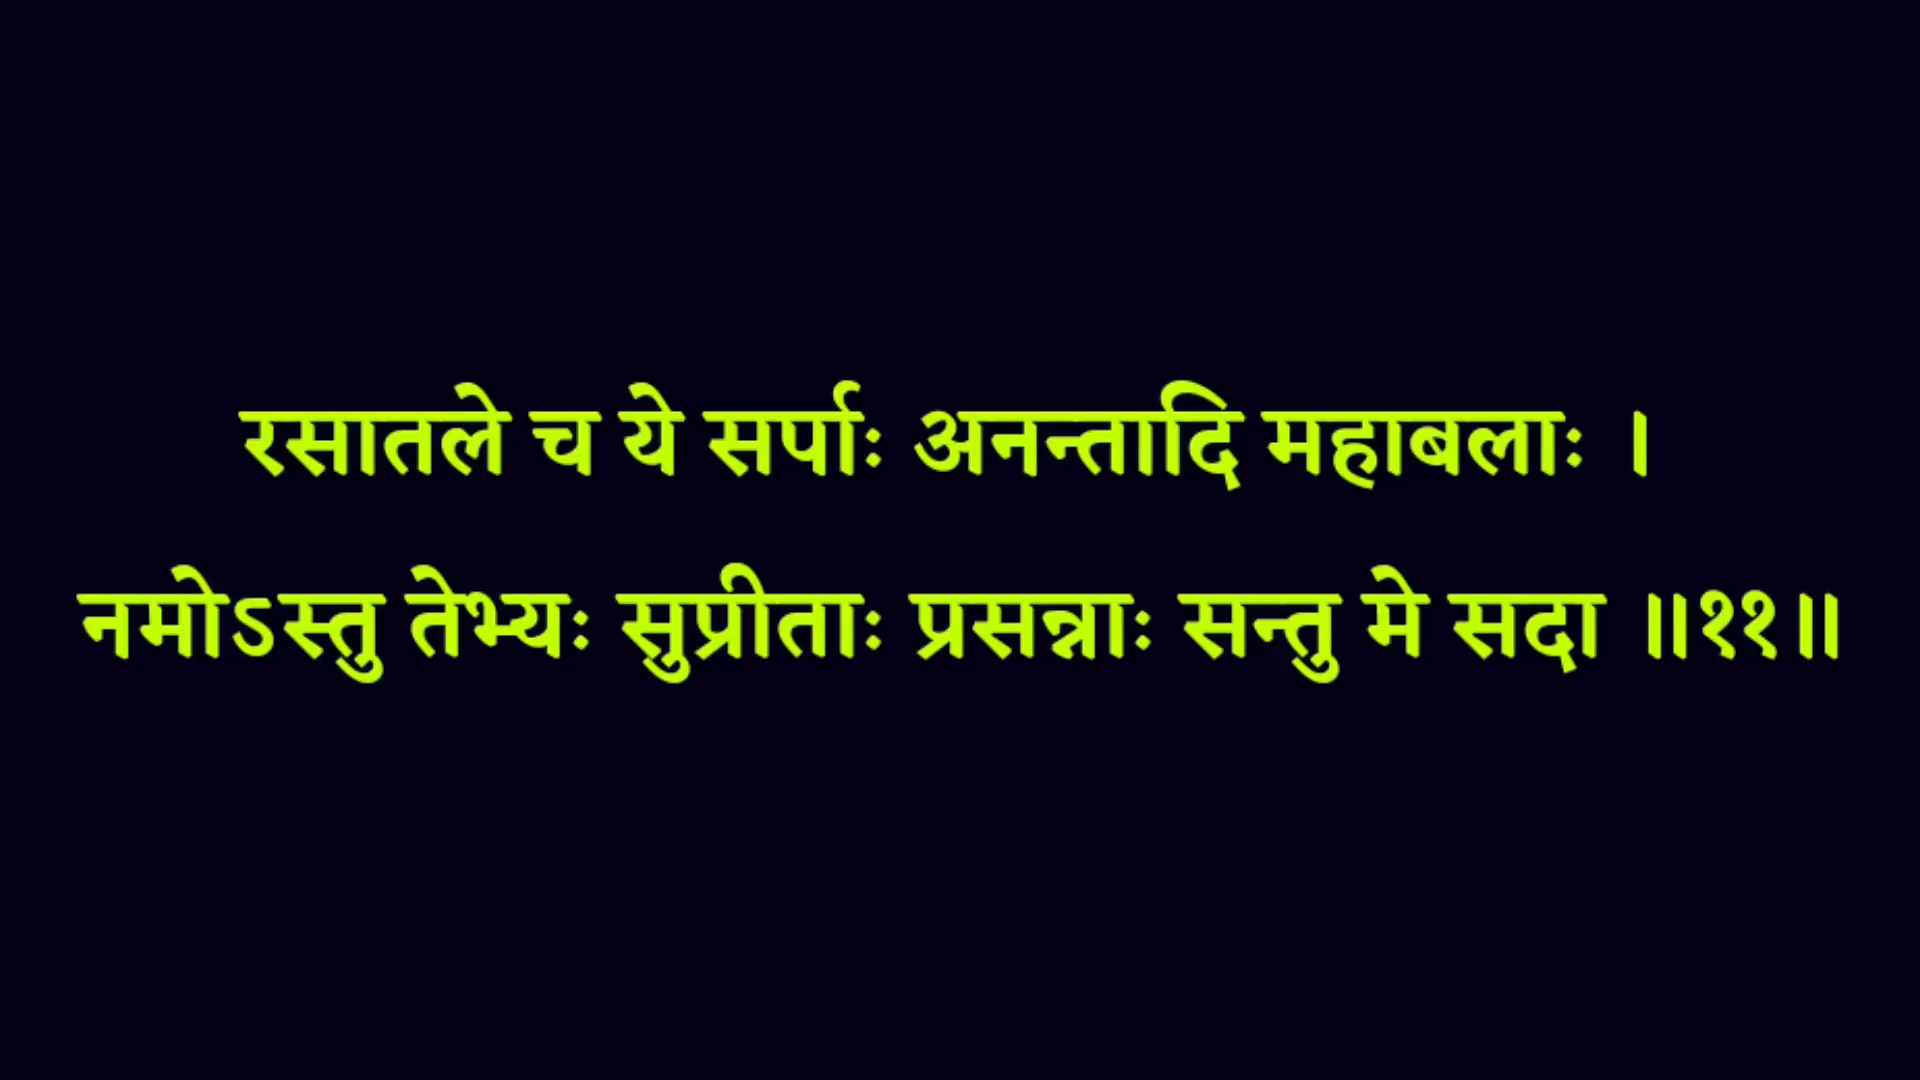 रसातले च ये सर्पाः अनन्तादि महाबलाः ।
नमोऽस्तु तेभ्यः सुप्रीताः प्रसन्नाः सन्तु मे सदा ॥११॥